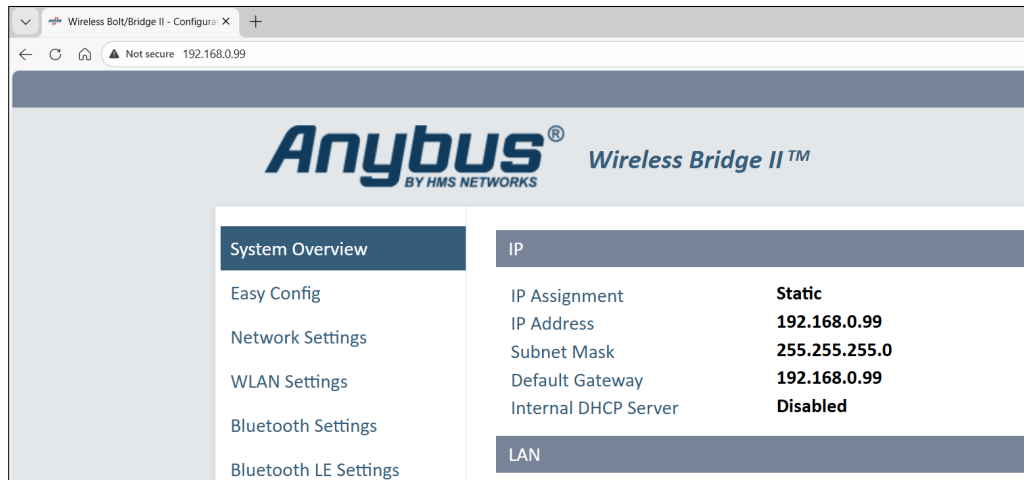 Wireless Bolt/Bridge II - Configura
Not secure 192.168.0.99
Anybus®
BY HMS NETWORKS
Wireless Bridge II™
System Overview
Easy Config
Network Settings
WLAN Settings
Bluetooth Settings
Bluetooth LE Settings
IP
IP Assignment Static
IP Address 192.168.0.99
Subnet Mask 255.255.255.0
Default Gateway 192.168.0.99
Internal DHCP Server Disabled
LAN